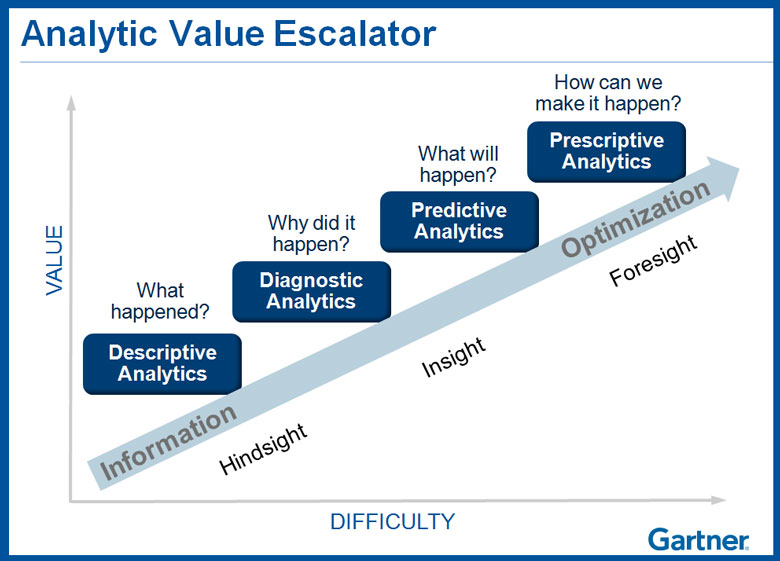 Analytic Value Escalator
How can we
make it happen?
Prescriptive
Analytics
What will
happen?
Predictive
Analytics
Why did it
happen?
Diagnostic
Analytics
What
happened?
Descriptive
Analytics
VALUE
Information
Optimization
Hindsight
Insight
Foresight
DIFFICULTY
Gartner®